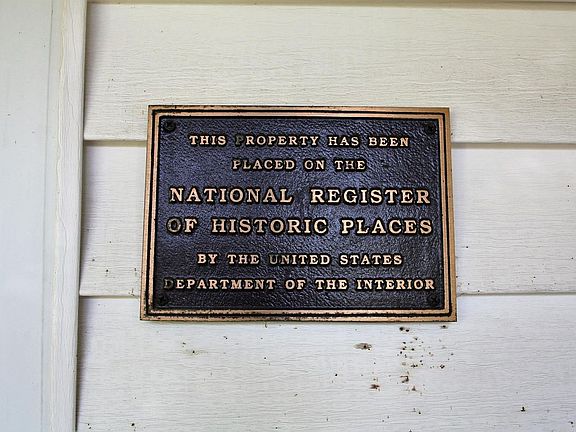 THIS PROPERTY HAS BEEN
PLACED ON THE
NATIONAL REGISTER
OF HISTORIC PLACES
BY THE UNITED STATES
DEPARTMENT OF THE INTERIOR